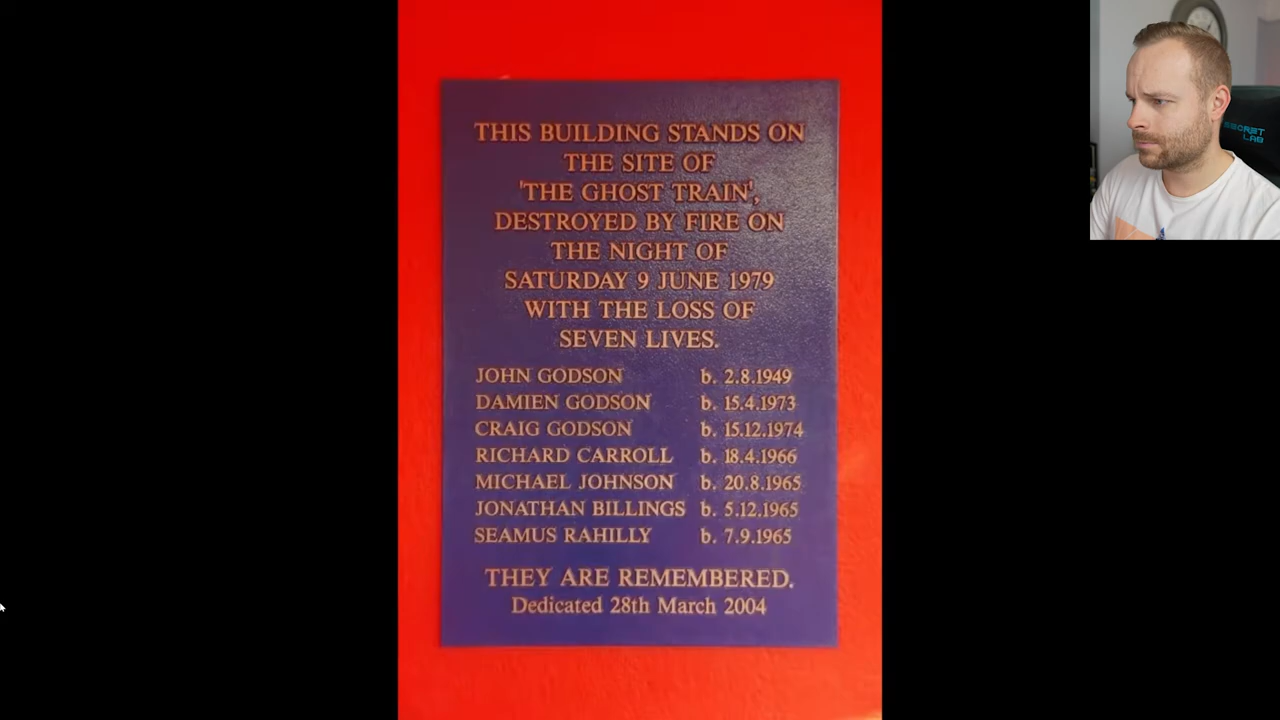 THIS BUILDING STANDS ON
THE SITE OF
'THE GHOST TRAIN',
DESTROYED BY FIRE ON
THE NIGHT OF
SATURDAY 9 JUNE 1979
WITH THE LOSS OF
SEVEN LIVES.
JOHN GODSON b. 2.8.1949
DAMIEN GODSON b. 15.4.1973
CRAIG GODSON b. 15.12.1974
RICHARD CARROLL b. 18.4.1966
MICHAEL JOHNSON b. 20.8.1965
JONATHAN BILLINGS b. 5.12.1965
SEAMUS RAHILLY b. 7.9.1965
THEY ARE REMEMBERED.
Dedicated 28th March 2004
SECRET
LAB